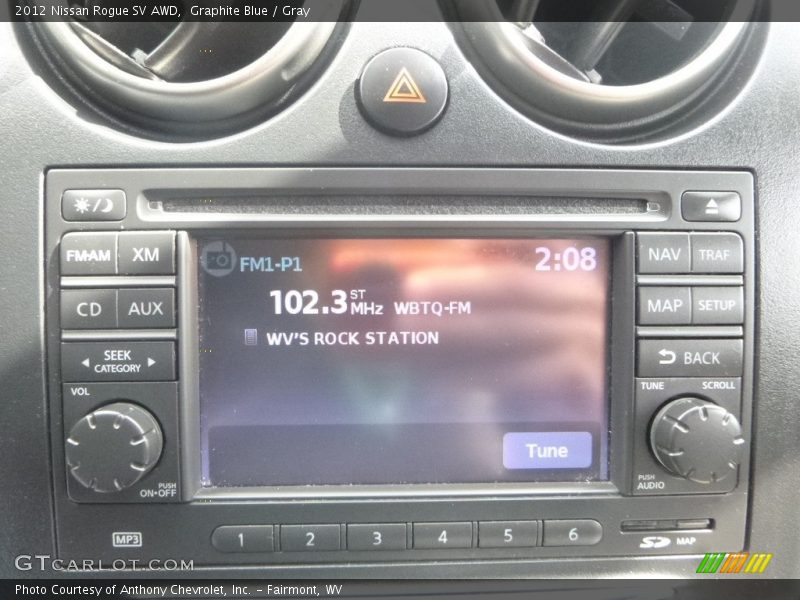 2012 Nissan Rogue SV AWD, Graphite Blue / Gray
FM·AM XM
CD AUX
SEEK
CATEGORY
VOL
PUSH
ON·OFF
FM1-P1 2:08
102.3 ST MHz WBTQ-FM
WV'S ROCK STATION
Tune
NAV TRAF
MAP SETUP
BACK
TUNE SCROLL
PUSH
AUDIO
MP3 1 2 3 4 5 6 SD MAP
GTCARLOT.COM
Photo Courtesy of Anthony Chevrolet, Inc. – Fairmont, WV